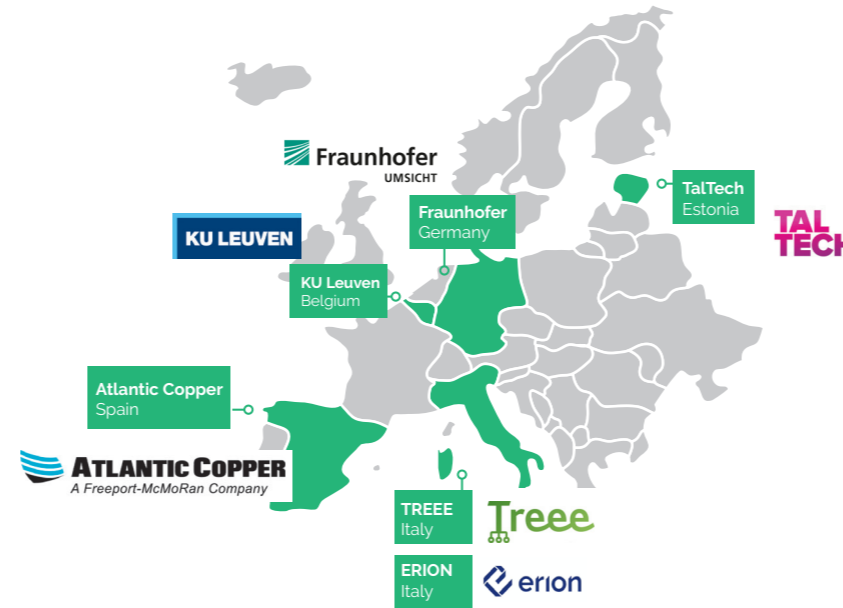 Fraunhofer
UMSICHT
TalTech
Estonia
TAL
TECH
Fraunhofer
Germany
KU LEUVEN
KU Leuven
Belgium
Atlantic Copper
Spain
ATLANTIC COPPER
A Freeport-McMoRan Company
TREEE
Italy
Treee
ERION
Italy
erion